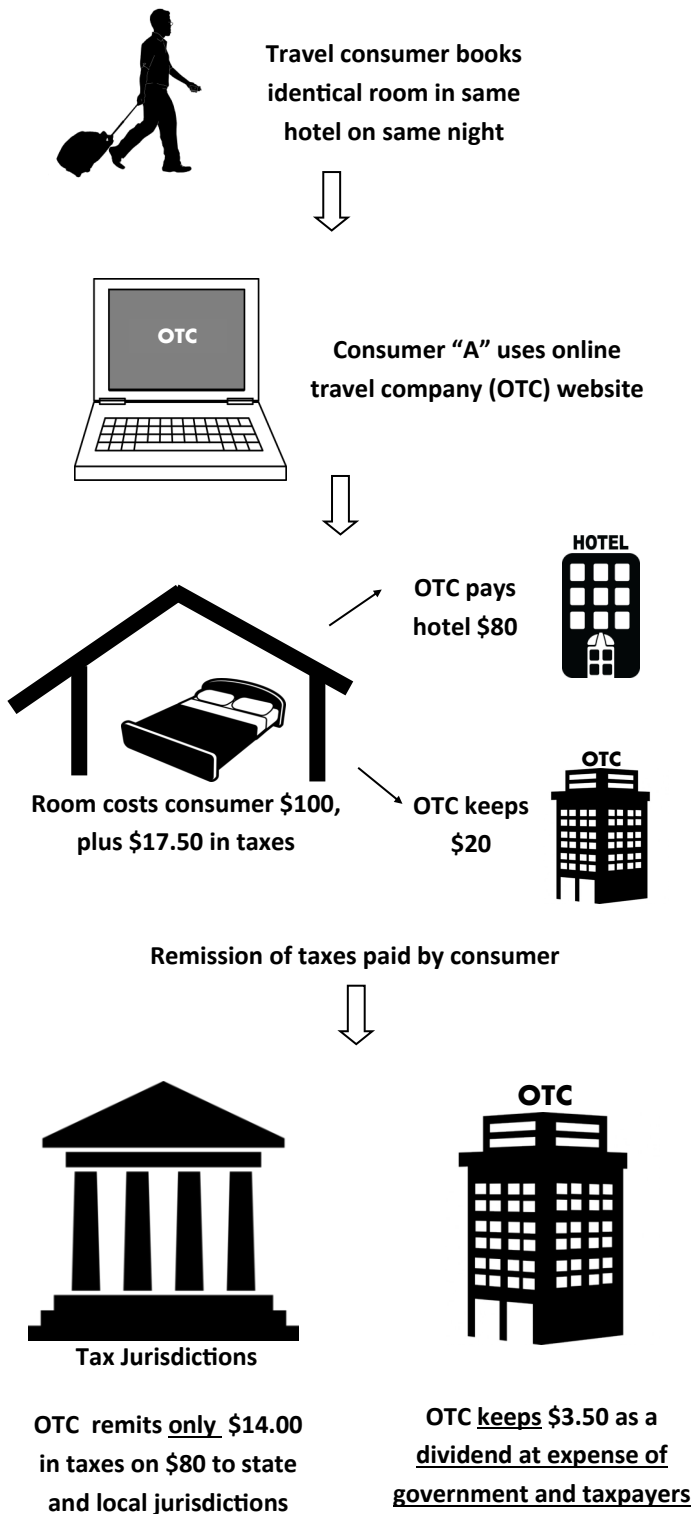 Travel consumer books
identical room in same
hotel on same night
OTC
Consumer “A” uses online
travel company (OTC) website
HOTEL
OTC pays
hotel $80
Room costs consumer $100,
plus $17.50 in taxes
OTC
OTC keeps
$20
Remission of taxes paid by consumer
Tax Jurisdictions
OTC remits only $14.00
in taxes on $80 to state
and local jurisdictions
OTC
OTC keeps $3.50 as a
dividend at expense of
government and taxpayers